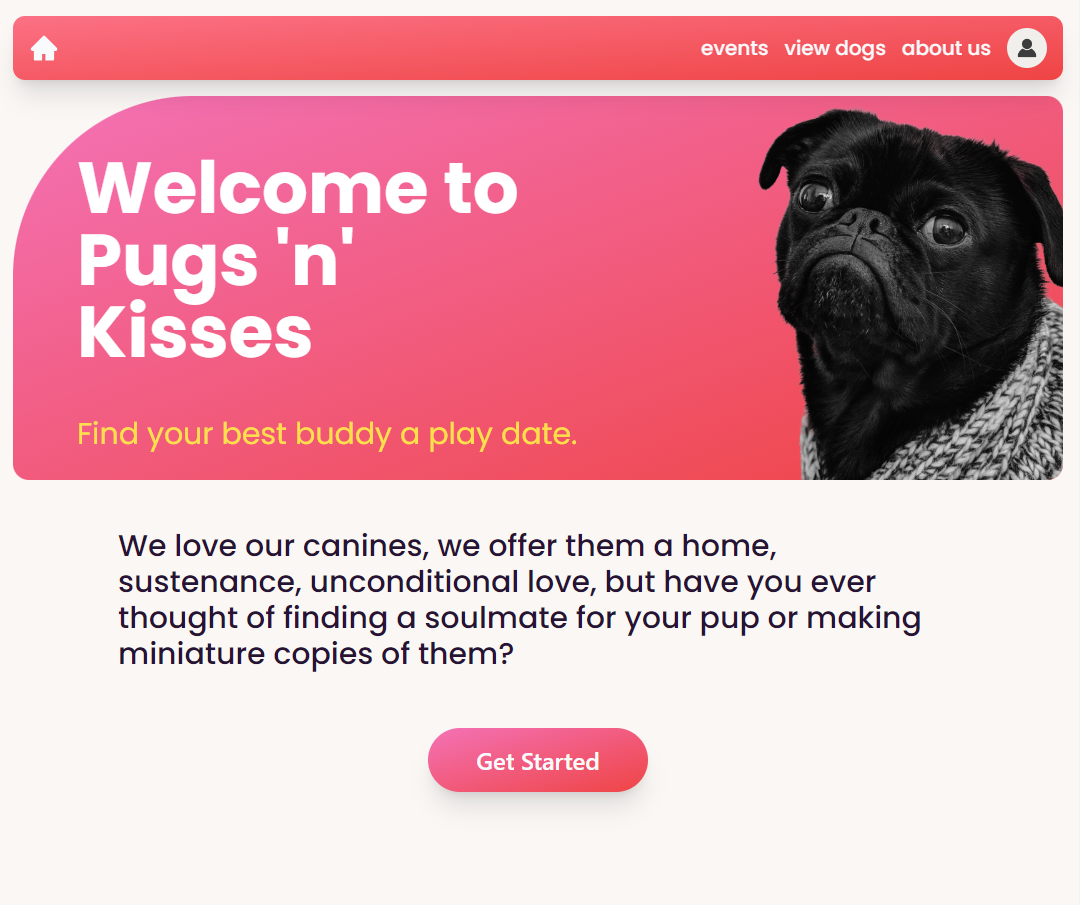 events view dogs about us
Welcome to
Pugs 'n'
Kisses
Find your best buddy a play date.
We love our canines, we offer them a home,
sustenance, unconditional love, but have you ever
thought of finding a soulmate for your pup or making
miniature copies of them?
Get Started